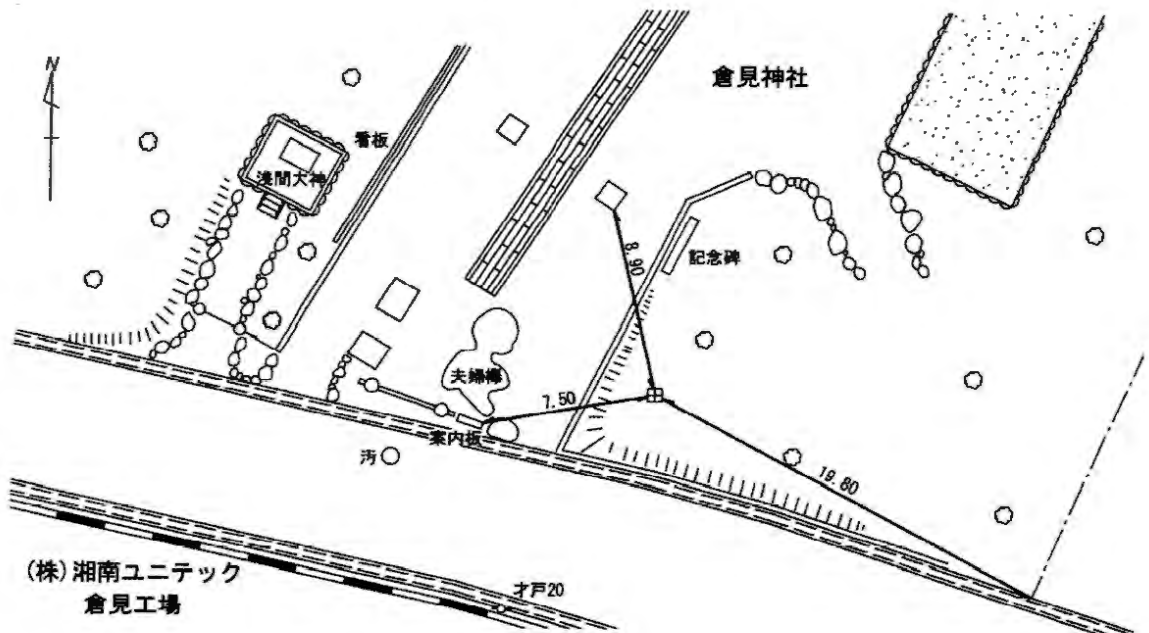 N
倉見神社
看板
浅間大神
8.90
記念碑
夫婦欅
7.50
案内板
汚
19.80
(株)湘南ユニテック
倉見工場
才戸20